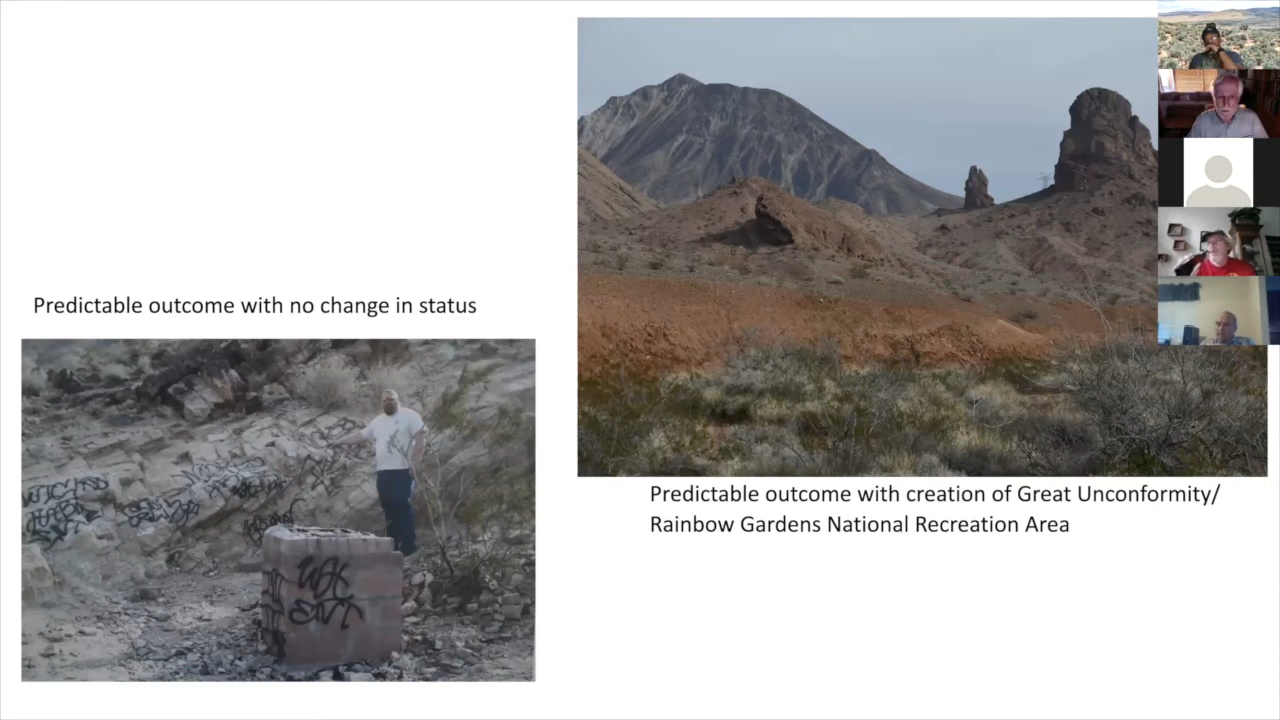 Predictable outcome with no change in status
Predictable outcome with creation of Great Unconformity/
Rainbow Gardens National Recreation Area